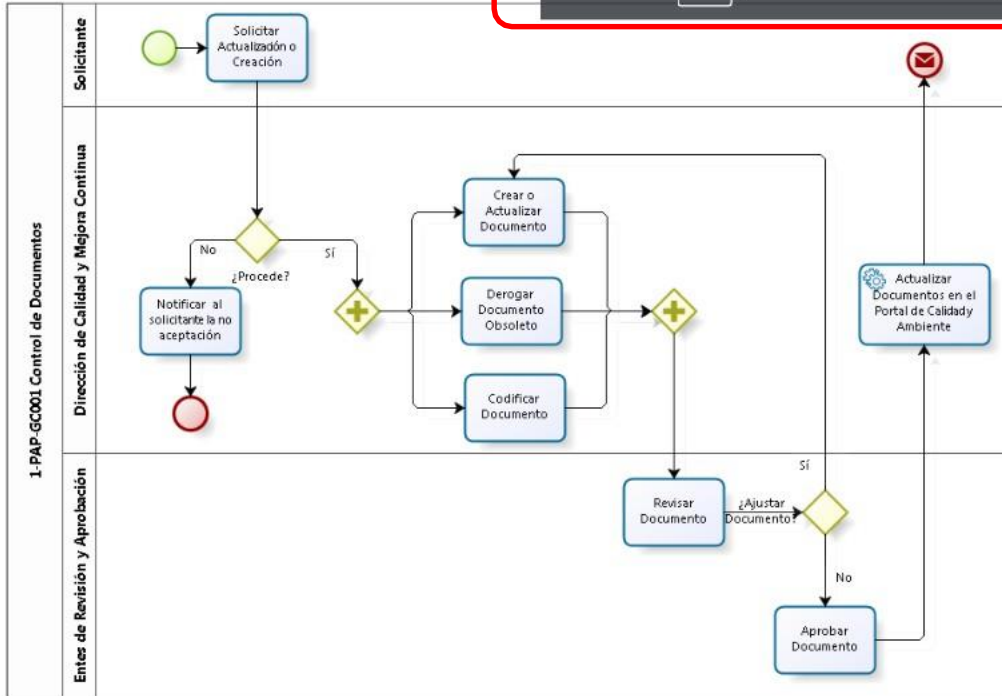 1-PAP-GC001 Control de Documentos
Solicitante
Solicitar
Actualización o
Creación
Dirección de Calidad y Mejora Continua
¿Procede?
No
Sí
Notificar al
solicitante la no
aceptación
Crear o
Actualizar
Documento
Derogar
Documento
Obsoleto
Codificar
Documento
Actualizar
Documentos en el
Portal de Calidad y
Ambiente
Entes de Revisión y Aprobación
Revisar
Documento
¿Ajustar
Documento?
Sí
No
Aprobar
Documento